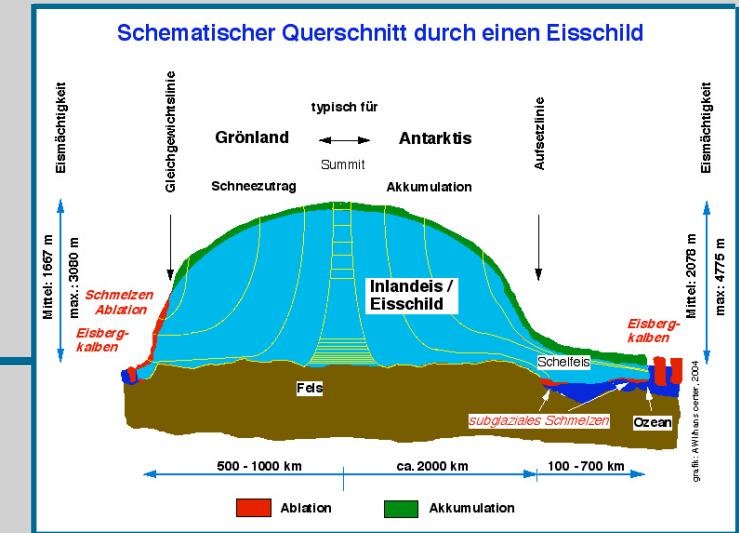 Schematischer Querschnitt durch einen Eisschild
Eismächtigkeit
Gleichgewichtslinie
typisch für
Grönland
Antarktis
Summit
Schneezutrag
Akkumulation
Aufsetzlinie
Eismächtigkeit
Mittel: 1667 m
max.: 3080 m
Schmelzen
Ablation
Eisberg-
kalben
Inlandeis /
Eisschild
Mittel: 2078 m
max: 4775 m
Eisberg-
kalben
Schelfeis
Fels
subglaziales Schmelzen
Ozean
grafik: AWI/hans oerter, 2004
500 - 1000 km
ca. 2000 km
100 - 700 km
Ablation
Akkumulation